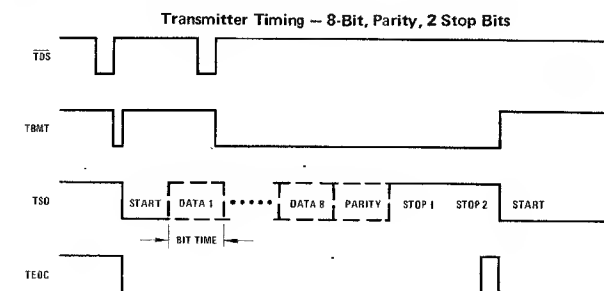 Transmitter Timing — 8-Bit, Parity, 2 Stop Bits
TDS
TBMT
TSO START DATA 1 DATA 8 PARITY STOP 1 STOP 2 START
BIT TIME
TEOC